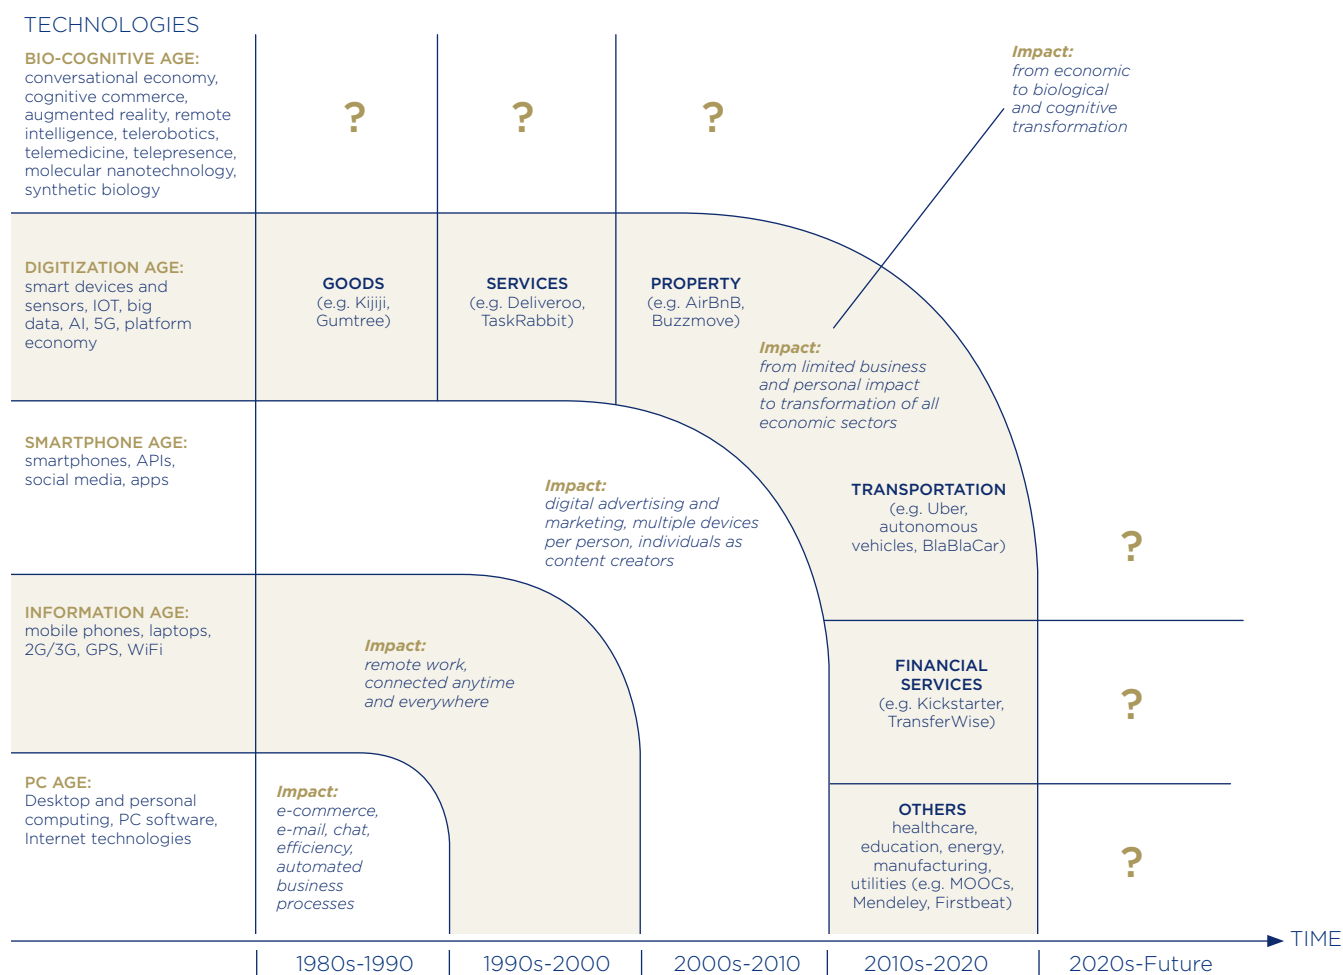 TECHNOLOGIES
BIO-COGNITIVE AGE:
conversational economy,
cognitive commerce,
augmented reality, remote
intelligence, telerobotics,
telemedicine, telepresence,
molecular nanotechnology,
synthetic biology
?
?
?
Impact:
from economic
to biological
and cognitive
transformation
DIGITIZATION AGE:
smart devices and
sensors, IOT, big
data, AI, 5G, platform
economy
GOODS
(e.g. Kijiji,
Gumtree)
SERVICES
(e.g. Deliveroo,
TaskRabbit)
PROPERTY
(e.g. AirBnB,
Buzzmove)
Impact:
from limited business
and personal impact
to transformation of all
economic sectors
SMARTPHONE AGE:
smartphones, APIs,
social media, apps
Impact:
digital advertising and
marketing, multiple devices
per person, individuals as
content creators
TRANSPORTATION
(e.g. Uber,
autonomous
vehicles, BlaBlaCar)
?
INFORMATION AGE:
mobile phones, laptops,
2G/3G, GPS, WiFi
Impact:
remote work,
connected anytime
and everywhere
FINANCIAL
SERVICES
(e.g. Kickstarter,
TransferWise)
?
PC AGE:
Desktop and personal
computing, PC software,
Internet technologies
Impact:
e-commerce,
e-mail, chat,
efficiency,
automated
business
processes
OTHERS
healthcare,
education, energy,
manufacturing,
utilities (e.g. MOOCs,
Mendeley, Firstbeat)
?
TIME
1980s-1990
1990s-2000
2000s-2010
2010s-2020
2020s-Future